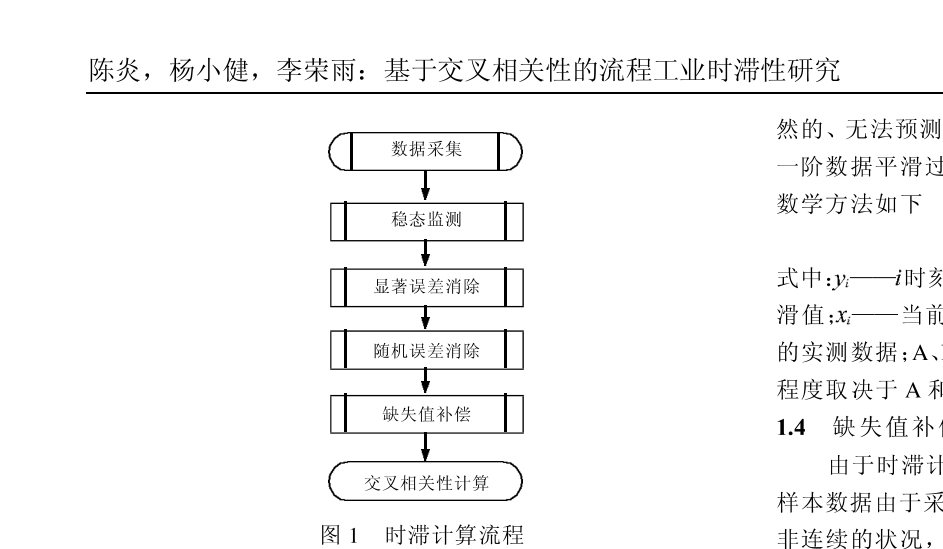 陈炎，杨小健，李荣雨：基于交叉相关性的流程工业时滞性研究
数据采集
稳态监测
显著误差消除
随机误差消除
缺失值补偿
交叉相关性计算
图 1　时滞计算流程
然的、无法预测
一阶数据平滑过
数学方法如下
式中：yᵢ——i时刻
滑值；xᵢ——当前
的实测数据；A、
程度取决于 A 和
1.4　缺失值补
由于时滞计
样本数据由于采
非连续的状况，